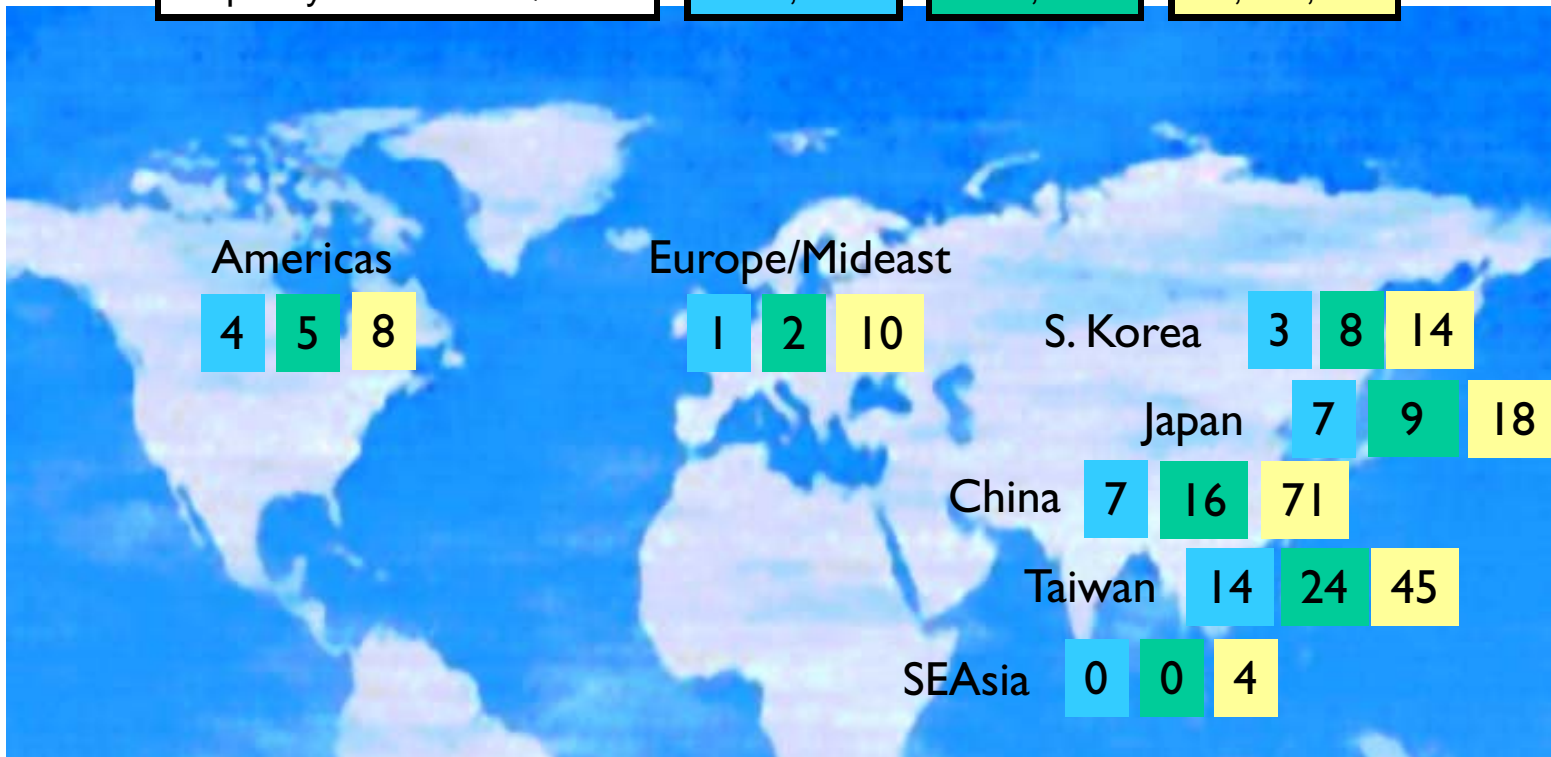 Americas
4 5 8
Europe/Mideast
1 2 10
S. Korea 3 8 14
Japan 7 9 18
China 7 16 71
Taiwan 14 24 45
SEAsia 0 0 4